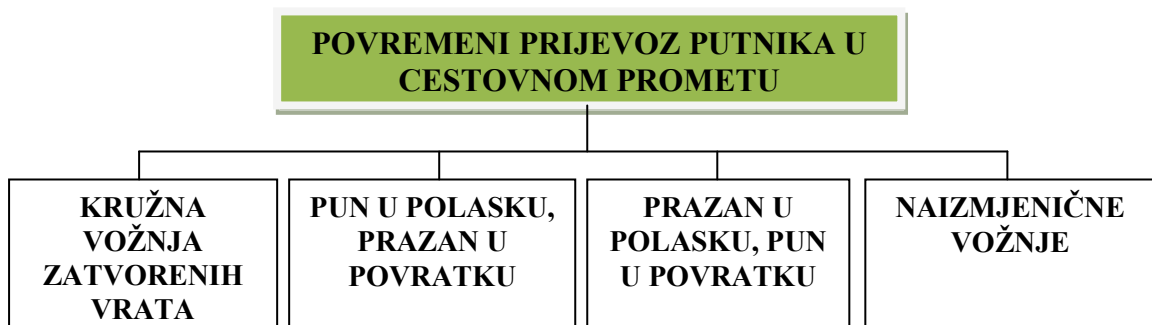 POVREMENI PRIJEVOZ PUTNIKA U
CESTOVNOM PROMETU
KRUŽNA
VOŽNJA
ZATVORENIH
VRATA
PUN U POLASKU,
PRAZAN U
POVRATKU
PRAZAN U
POLASKU, PUN
U POVRATKU
NAIZMJENIČNE
VOŽNJE